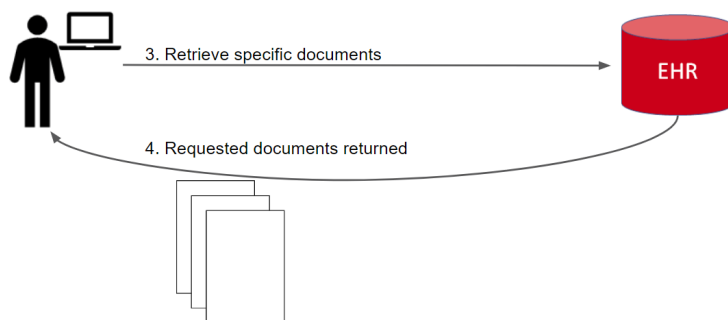 3. Retrieve specific documents
EHR
4. Requested documents returned